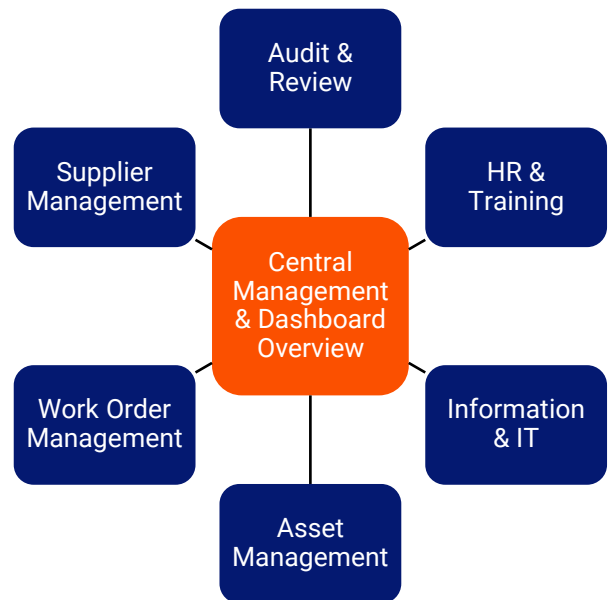 Audit &
Review
Supplier
Management
HR &
Training
Central
Management
& Dashboard
Overview
Work Order
Management
Information
& IT
Asset
Management